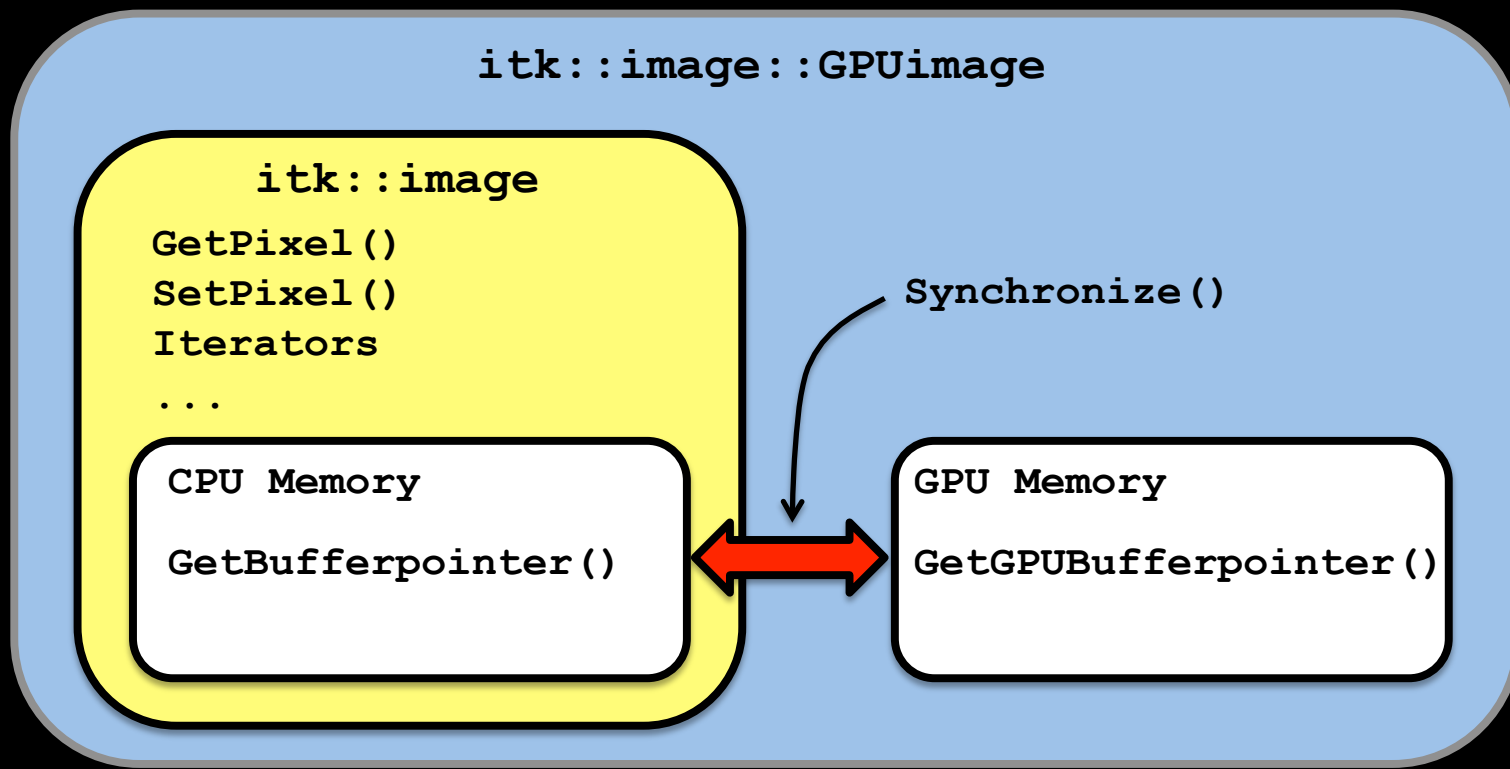 itk::image::GPUimage
itk::image
GetPixel()
SetPixel()
Iterators
...
Synchronize()
CPU Memory
GetBufferpointer()
GPU Memory
GetGPUBufferpointer()